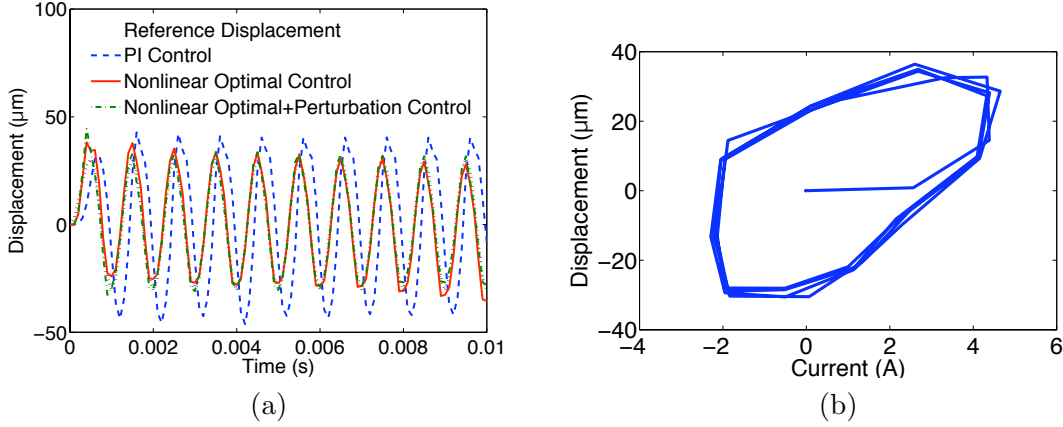 100
Reference Displacement
PI Control
Nonlinear Optimal Control
Nonlinear Optimal+Perturbation Control
50
0
−50
Displacement (μm)
0 0.002 0.004 0.006 0.008 0.01
Time (s)
(a)
40
20
0
−20
−40
Displacement (μm)
−4 −2 0 2 4 6
Current (A)
(b)